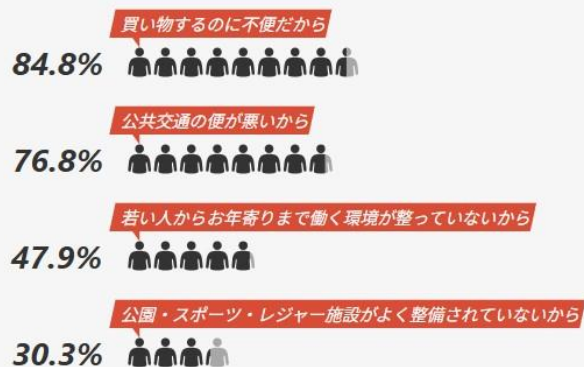 買い物するのに不便だから
84.8%
公共交通の便が悪いから
76.8%
若い人からお年寄りまで働く環境が整っていないから
47.9%
公園・スポーツ・レジャー施設がよく整備されていないから
30.3%